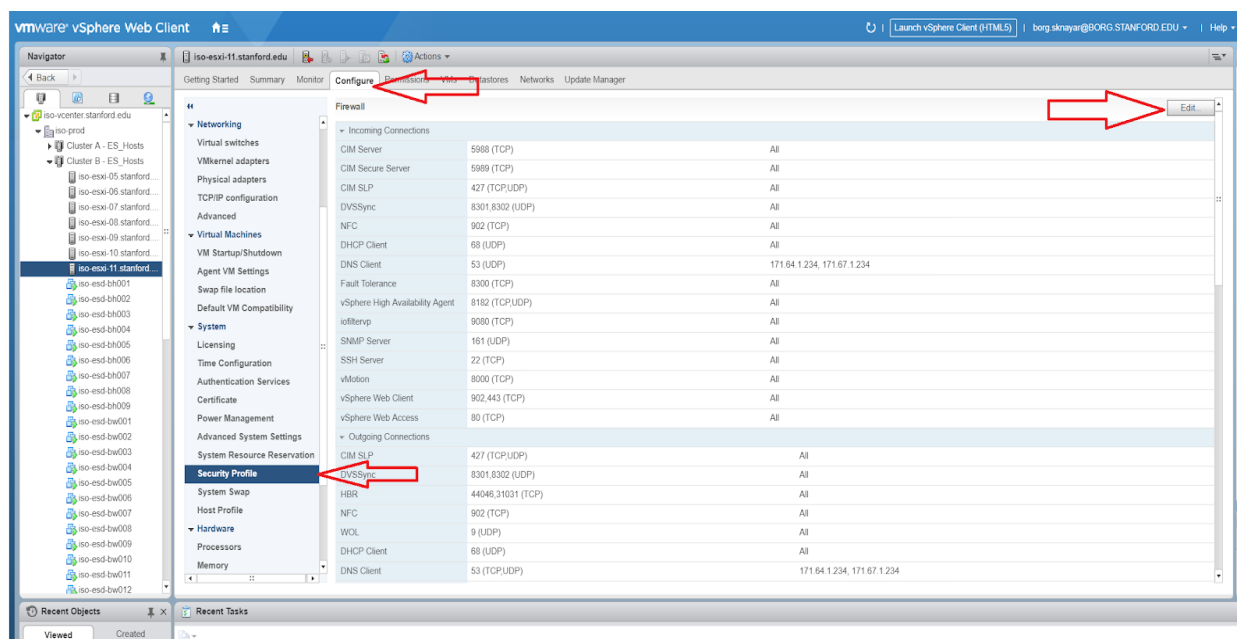 vmware® vSphere Web Client
Launch vSphere Client (HTML5) | borg.sknayar@BORG.STANFORD.EDU | Help
Navigator
Back
iso-vcenter.stanford.edu
iso-prod
Cluster A - ES_Hosts
Cluster B - ES_Hosts
iso-esxi-05.stanford....
iso-esxi-06.stanford....
iso-esxi-07.stanford....
iso-esxi-08.stanford....
iso-esxi-09.stanford....
iso-esxi-10.stanford....
iso-esxi-11.stanford....
iso-esd-bh001
iso-esd-bh002
iso-esd-bh003
iso-esd-bh004
iso-esd-bh005
iso-esd-bh006
iso-esd-bh007
iso-esd-bh008
iso-esd-bh009
iso-esd-bw001
iso-esd-bw002
iso-esd-bw003
iso-esd-bw004
iso-esd-bw005
iso-esd-bw006
iso-esd-bw007
iso-esd-bw008
iso-esd-bw009
iso-esd-bw010
iso-esd-bw011
iso-esd-bw012
iso-esxi-11.stanford.edu Actions
Getting Started Summary Monitor Configure Permissions VMs Datastores Networks Update Manager
Networking
Virtual switches
VMkernel adapters
Physical adapters
TCP/IP configuration
Advanced
Virtual Machines
VM Startup/Shutdown
Agent VM Settings
Swap file location
Default VM Compatibility
System
Licensing
Time Configuration
Authentication Services
Certificate
Power Management
Advanced System Settings
System Resource Reservation
Security Profile
System Swap
Host Profile
Hardware
Processors
Memory
Firewall
Edit...
Incoming Connections
CIM Server 5988 (TCP) All
CIM Secure Server 5989 (TCP) All
CIM SLP 427 (TCP,UDP) All
DVSSync 8301,8302 (UDP) All
NFC 902 (TCP) All
DHCP Client 68 (UDP) All
DNS Client 53 (UDP) 171.64.1.234, 171.67.1.234
Fault Tolerance 8300 (TCP) All
vSphere High Availability Agent 8182 (TCP,UDP) All
iofiltervp 9080 (TCP) All
SNMP Server 161 (UDP) All
SSH Server 22 (TCP) All
vMotion 8000 (TCP) All
vSphere Web Client 902,443 (TCP) All
vSphere Web Access 80 (TCP) All
Outgoing Connections
CIM SLP 427 (TCP,UDP) All
DVSSync 8301,8302 (UDP) All
HBR 44046,31031 (TCP) All
NFC 902 (TCP) All
WOL 9 (UDP) All
DHCP Client 68 (UDP) All
DNS Client 53 (TCP,UDP) 171.64.1.234, 171.67.1.234
Recent Objects
Viewed Created
Recent Tasks